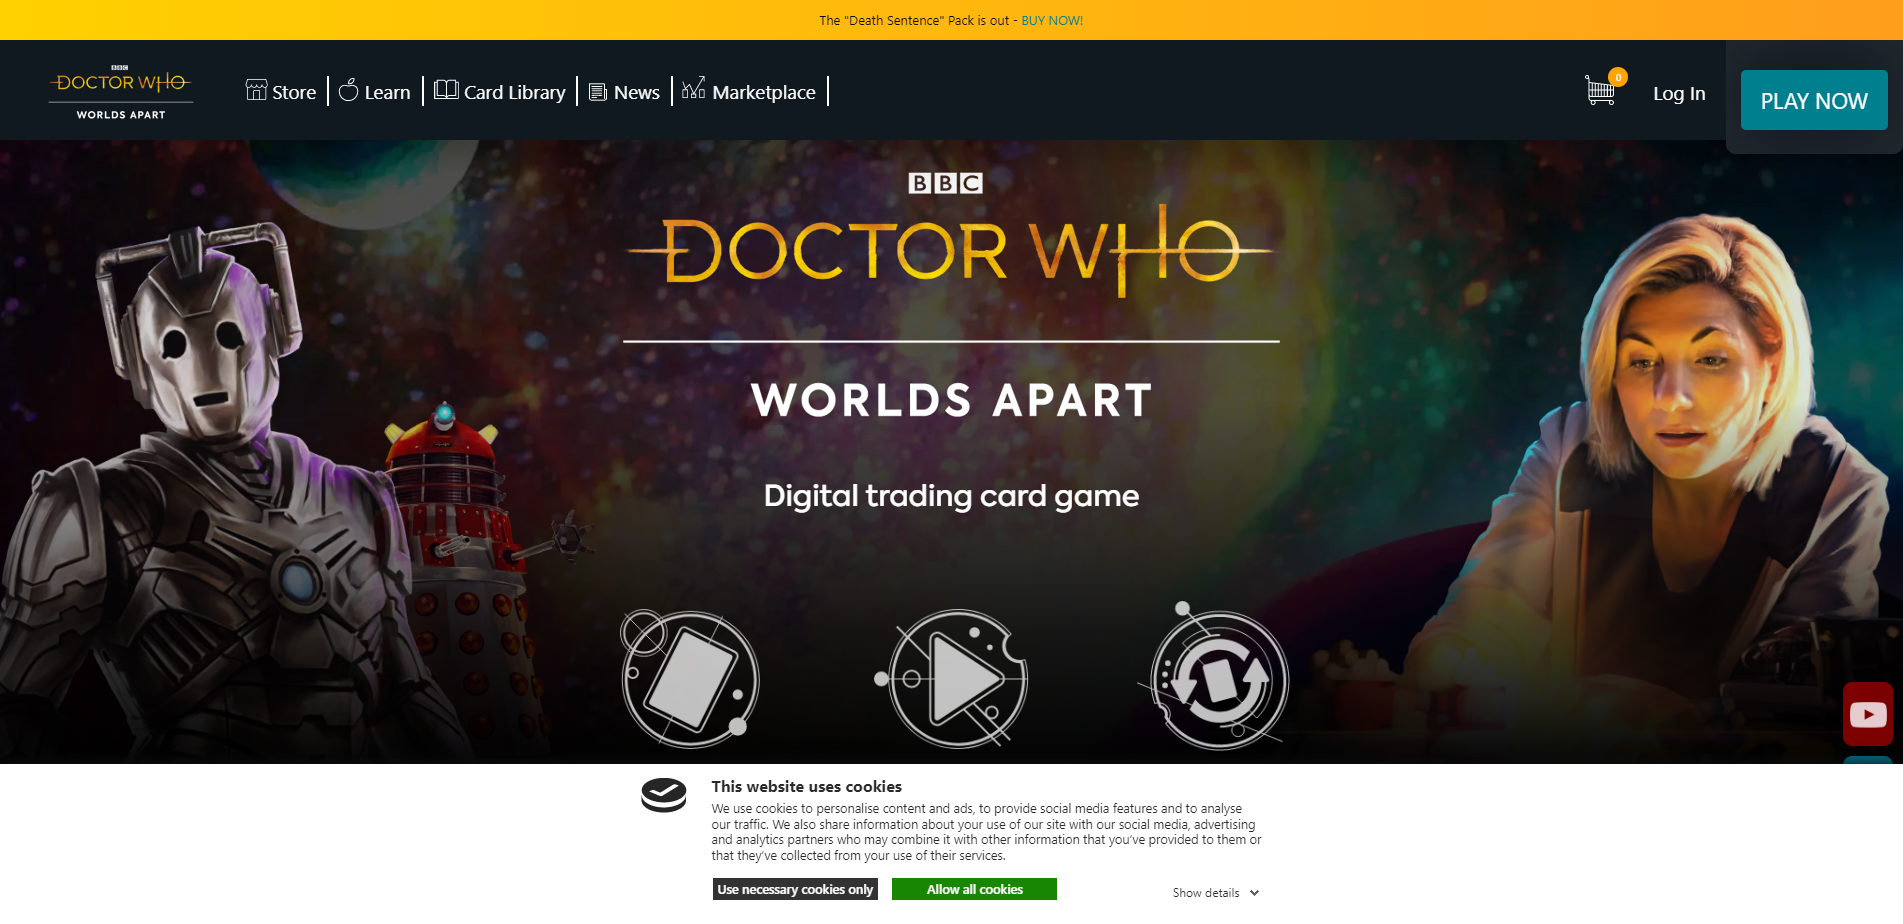 The "Death Sentence" Pack is out - BUY NOW!
BBC
DOCTOR WHO
WORLDS APART
Store
Learn
Card Library
News
Marketplace
0
Log In
PLAY NOW
BBC
DOCTOR WHO
WORLDS APART
Digital trading card game
This website uses cookies
We use cookies to personalise content and ads, to provide social media features and to analyse
our traffic. We also share information about your use of our site with our social media, advertising
and analytics partners who may combine it with other information that you've provided to them or
that they've collected from your use of their services.
Use necessary cookies only
Allow all cookies
Show details